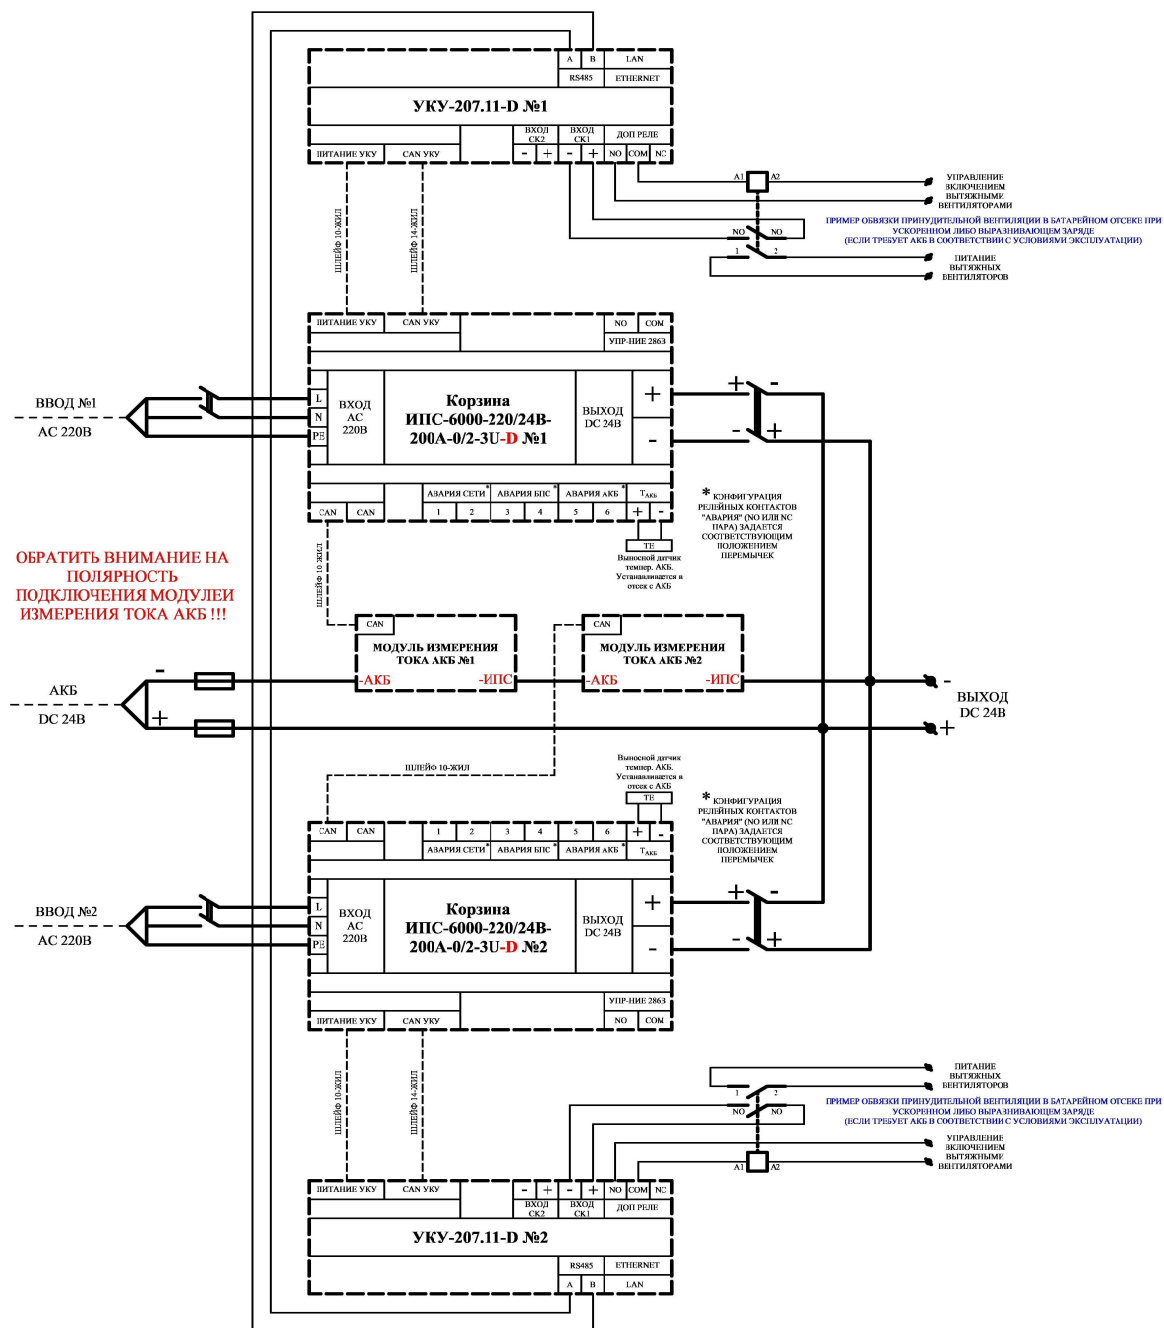 A B LAN
RS485 ETHERNET
УКУ-207.11-D №1
ВХОД СК2 ВХОД СК1 ДОП РЕЛЕ
ПИТАНИЕ УКУ CAN УКУ - + - + NO COM NC
ШЛЕЙФ 10-ЖИЛ
ШЛЕЙФ 14-ЖИЛ
A1 A2
УПРАВЛЕНИЕ
ВКЛЮЧЕНИЕМ
ВЫТЯЖНЫМИ
ВЕНТИЛЯТОРАМИ
ПРИМЕР ОБВЯЗКИ ПРИНУДИТЕЛЬНОЙ ВЕНТИЛЯЦИИ В БАТАРЕЙНОМ ОТСЕКЕ ПРИ
УСКОРЕННОМ ЛИБО ВЫРАЗНИВАЮЩЕМ ЗАРЯДЕ
(ЕСЛИ ТРЕБУЕТ АКБ В СООТВЕТСТВИИ С УСЛОВИЯМИ ЭКСПЛУАТАЦИИ)
NO NO
1 2
ПИТАНИЕ
ВЫТЯЖНЫХ
ВЕНТИЛЯТОРОВ
ПИТАНИЕ УКУ CAN УКУ NO COM
УПР-НИЕ 2863
ВВОД №1
AC 220В
L
N
PE
ВХОД
AC
220В
Корзина
ИПС-6000-220/24В-
200А-0/2-3U-D №1
ВЫХОД
DC 24В
+
-
+ -
- +
АВАРИЯ СЕТИ* АВАРИЯ БПС* АВАРИЯ АКБ* TАКБ
CAN CAN 1 2 3 4 5 6 + -
TE
Выносной датчик
темпер. АКБ.
Устанавливается в
отсек с АКБ
* КОНФИГУРАЦИЯ
РЕЛЕЙНЫХ КОНТАКТОВ
"АВАРИЯ" (NO ИЛИ NC
ПАРА) ЗАДАЕТСЯ
СООТВЕТСТВУЮЩИМ
ПОЛОЖЕНИЕМ
ПЕРЕМЫЧЕК
ШЛЕЙФ 10-ЖИЛ
ОБРАТИТЬ ВНИМАНИЕ НА
ПОЛЯРНОСТЬ
ПОДКЛЮЧЕНИЯ МОДУЛЕЙ
ИЗМЕРЕНИЯ ТОКА АКБ !!!
CAN
МОДУЛЬ ИЗМЕРЕНИЯ
ТОКА АКБ №1
-АКБ -ИПС
CAN
МОДУЛЬ ИЗМЕРЕНИЯ
ТОКА АКБ №2
-АКБ -ИПС
АКБ
DC 24В
-
+
-
+
ВЫХОД
DC 24В
ШЛЕЙФ 10-ЖИЛ
Выносной датчик
темпер. АКБ.
Устанавливается в
отсек с АКБ
TE
* КОНФИГУРАЦИЯ
РЕЛЕЙНЫХ КОНТАКТОВ
"АВАРИЯ" (NO ИЛИ NC
ПАРА) ЗАДАЕТСЯ
СООТВЕТСТВУЮЩИМ
ПОЛОЖЕНИЕМ
ПЕРЕМЫЧЕК
CAN CAN 1 2 3 4 5 6 + -
АВАРИЯ СЕТИ* АВАРИЯ БПС* АВАРИЯ АКБ* TАКБ
ВВОД №2
AC 220В
L
N
PE
ВХОД
AC
220В
Корзина
ИПС-6000-220/24В-
200А-0/2-3U-D №2
ВЫХОД
DC 24В
+
-
+ -
- +
УПР-НИЕ 2863
ПИТАНИЕ УКУ CAN УКУ NO COM
ШЛЕЙФ 10-ЖИЛ
ШЛЕЙФ 14-ЖИЛ
ПИТАНИЕ
ВЫТЯЖНЫХ
ВЕНТИЛЯТОРОВ
1 2
NO NO
ПРИМЕР ОБВЯЗКИ ПРИНУДИТЕЛЬНОЙ ВЕНТИЛЯЦИИ В БАТАРЕЙНОМ ОТСЕКЕ ПРИ
УСКОРЕННОМ ЛИБО ВЫРАЗНИВАЮЩЕМ ЗАРЯДЕ
(ЕСЛИ ТРЕБУЕТ АКБ В СООТВЕТСТВИИ С УСЛОВИЯМИ ЭКСПЛУАТАЦИИ)
УПРАВЛЕНИЕ
ВКЛЮЧЕНИЕМ
ВЫТЯЖНЫМИ
ВЕНТИЛЯТОРАМИ
A1 A2
ПИТАНИЕ УКУ CAN УКУ - + - + NO COM NC
ВХОД СК2 ВХОД СК1 ДОП РЕЛЕ
УКУ-207.11-D №2
RS485 ETHERNET
A B LAN